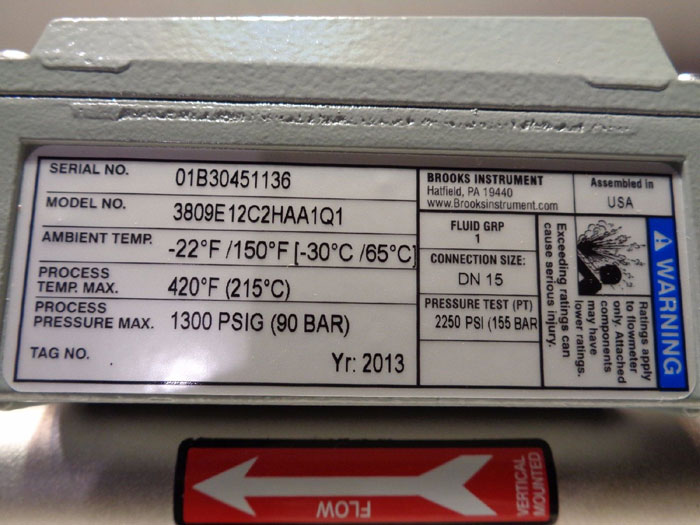 SERIAL NO. 01B30451136
MODEL NO. 3809E12C2HAA1Q1
AMBIENT TEMP. -22°F /150°F [-30°C /65°C]
PROCESS
TEMP. MAX. 420°F (215°C)
PROCESS
PRESSURE MAX. 1300 PSIG (90 BAR)
TAG NO. Yr: 2013
BROOKS INSTRUMENT
Hatfield, PA 19440
www.BrooksInstrument.com
Assembled in
USA
FLUID GRP
1
CONNECTION SIZE:
DN 15
PRESSURE TEST (PT)
2250 PSI (155 BAR
WARNING
Ratings apply
to flowmeter
only. Attached
components
may have
lower ratings.
Exceeding ratings can
cause serious injury.
FLOW
VERTICAL
MOUNTED